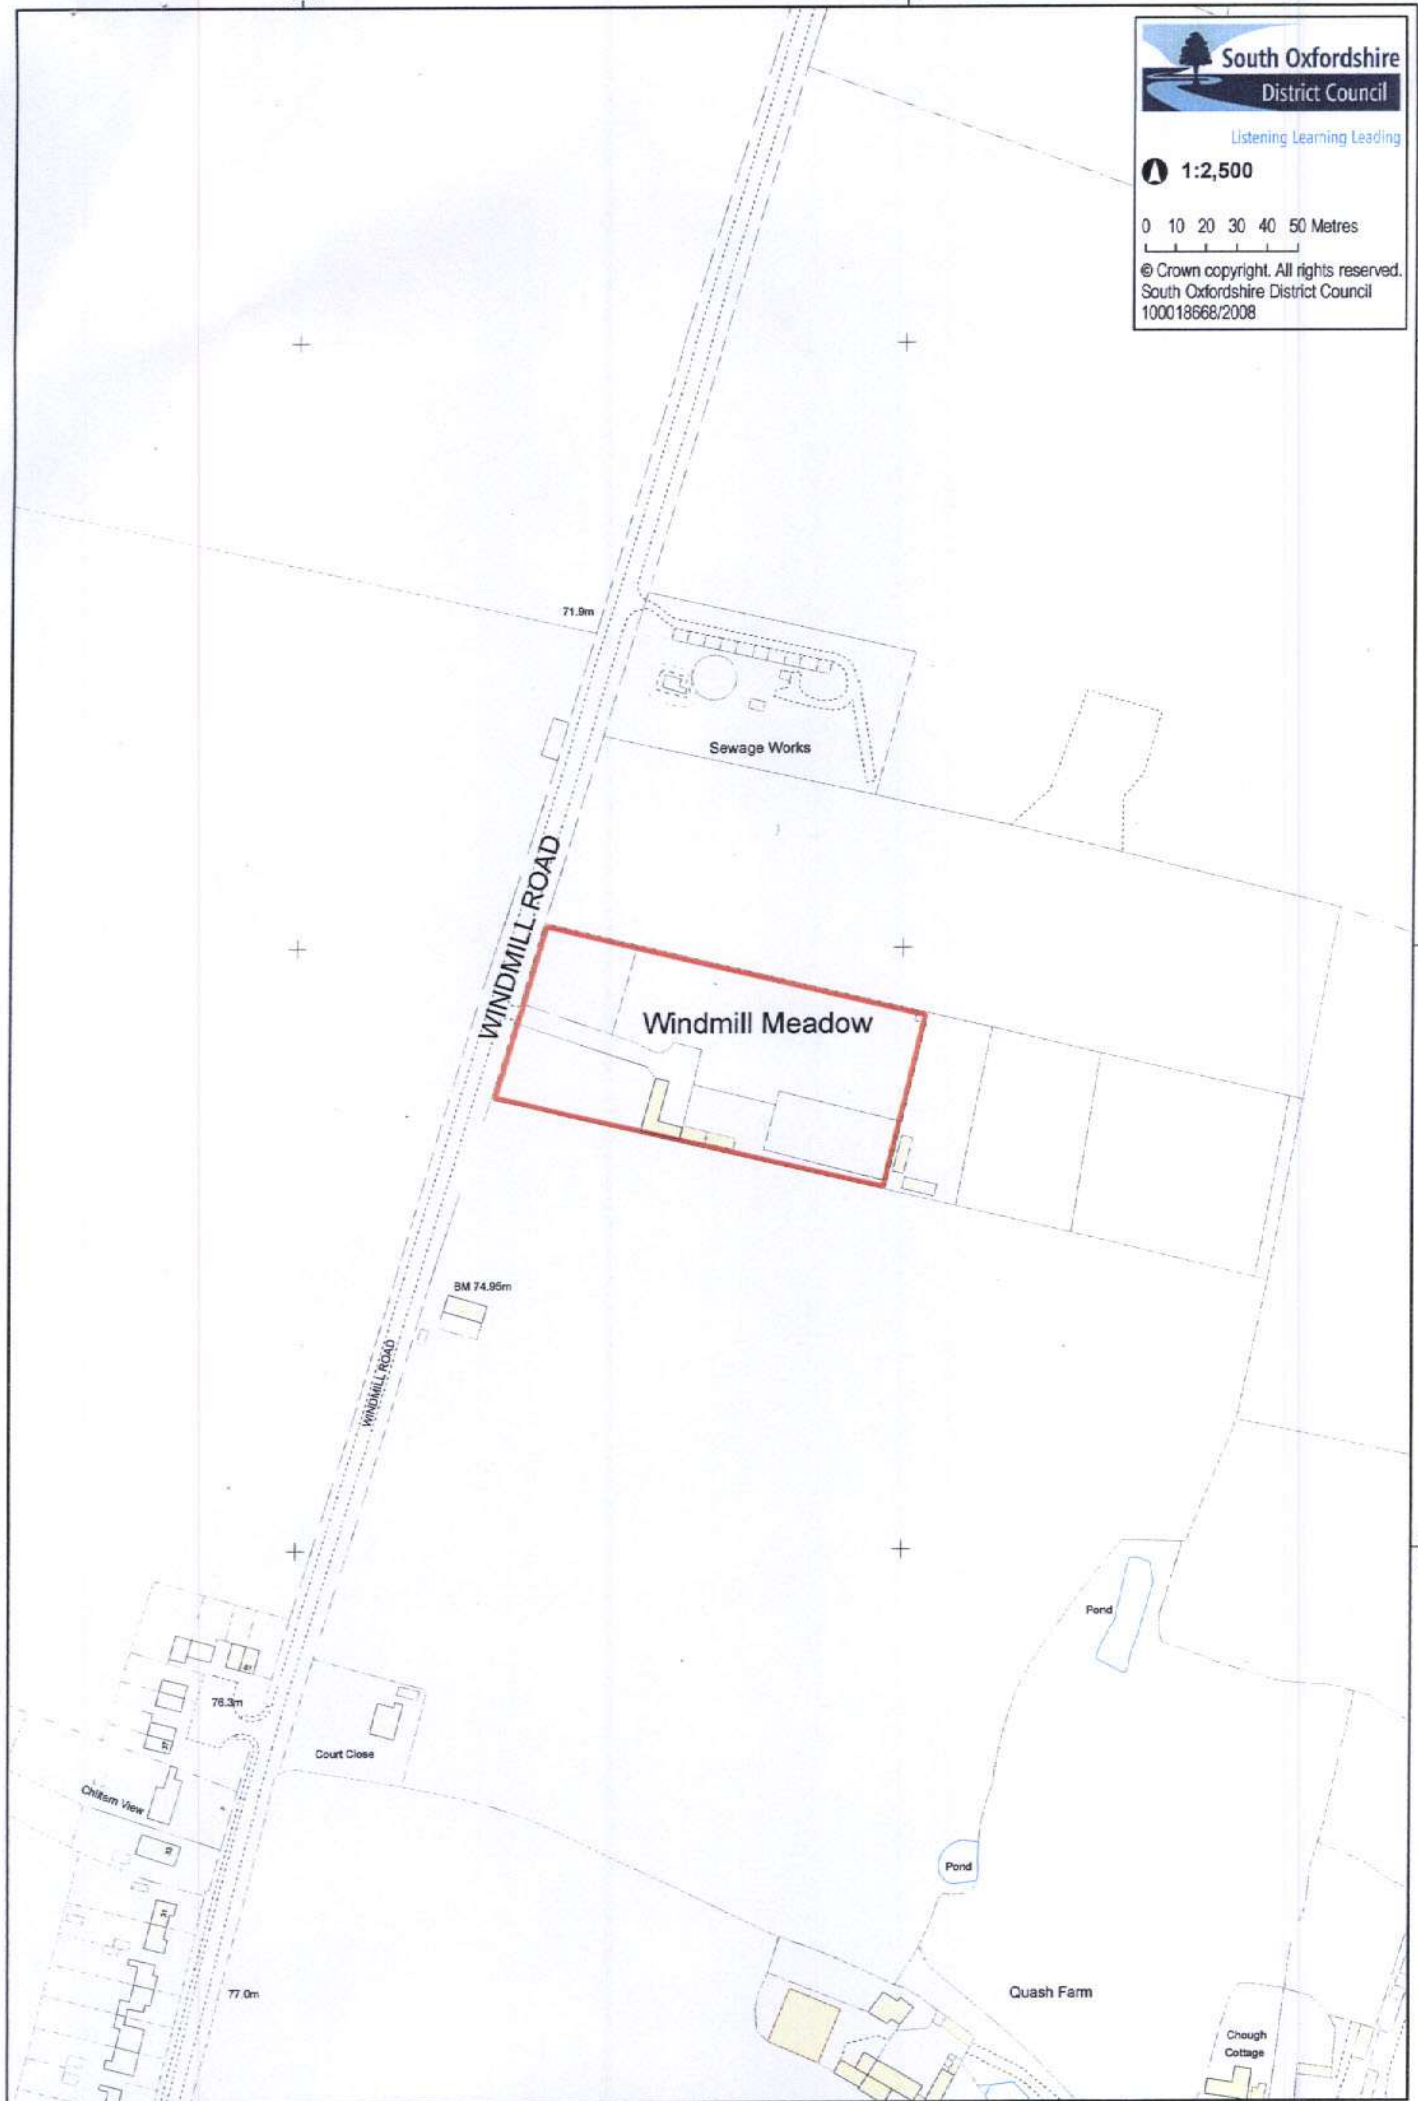 South Oxfordshire
District Council
Listening Learning Leading
1:2,500
0 10 20 30 40 50 Metres
© Crown copyright. All rights reserved.
South Oxfordshire District Council
100018668/2008
71.9m
Sewage Works
WINDMILL ROAD
Windmill Meadow
BM 74.95m
WINDMILL ROAD
Pond
76.3m
Court Close
Chiltern View
33
31
Pond
77.0m
Quash Farm
Chough
Cottage